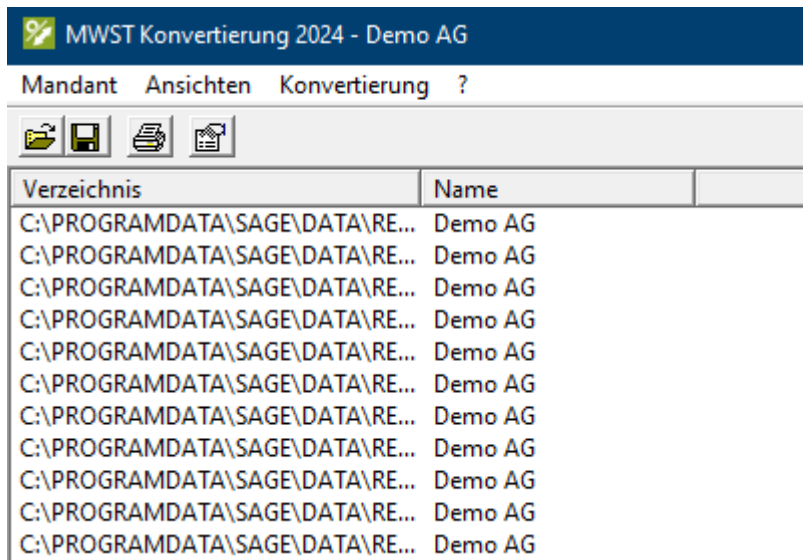 MWST Konvertierung 2024 - Demo AG
Mandant Ansichten Konvertierung ?
Verzeichnis Name
C:\PROGRAMDATA\SAGE\DATA\RE... Demo AG
C:\PROGRAMDATA\SAGE\DATA\RE... Demo AG
C:\PROGRAMDATA\SAGE\DATA\RE... Demo AG
C:\PROGRAMDATA\SAGE\DATA\RE... Demo AG
C:\PROGRAMDATA\SAGE\DATA\RE... Demo AG
C:\PROGRAMDATA\SAGE\DATA\RE... Demo AG
C:\PROGRAMDATA\SAGE\DATA\RE... Demo AG
C:\PROGRAMDATA\SAGE\DATA\RE... Demo AG
C:\PROGRAMDATA\SAGE\DATA\RE... Demo AG
C:\PROGRAMDATA\SAGE\DATA\RE... Demo AG
C:\PROGRAMDATA\SAGE\DATA\RE... Demo AG